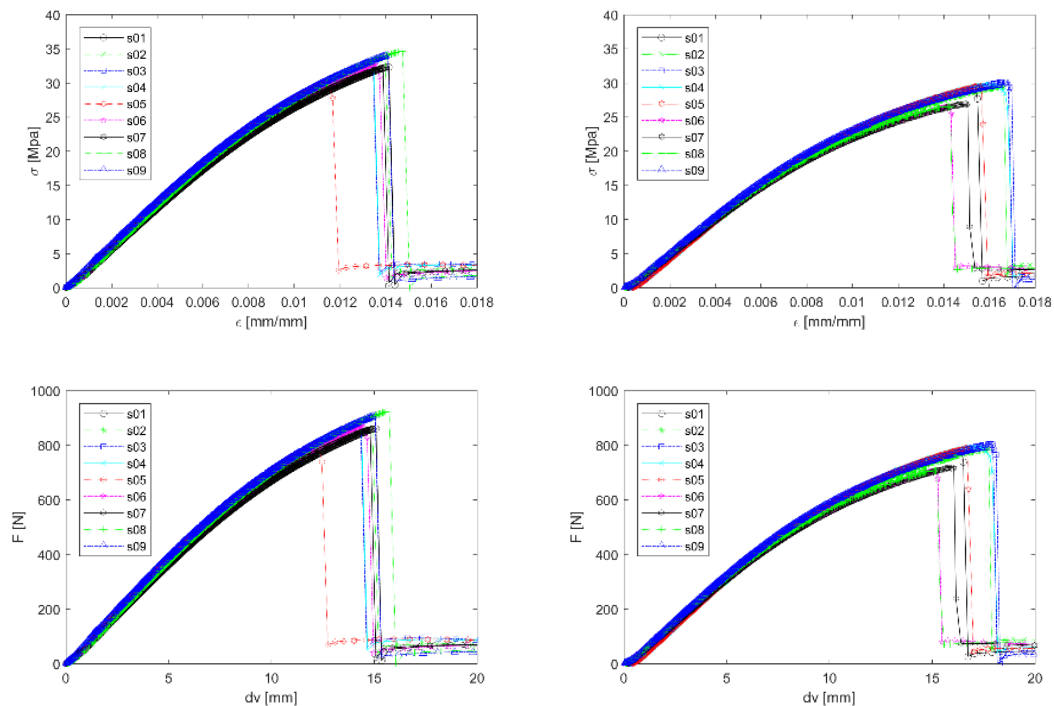 40
35
30
25
20
15
10
5
0
σ [Mpa]
s01
s02
s03
s04
s05
s06
s07
s08
s09
0 0.002 0.004 0.006 0.008 0.01 0.012 0.014 0.016 0.018
ϵ [mm/mm]
40
35
30
25
20
15
10
5
0
σ [Mpa]
s01
s02
s03
s04
s05
s06
s07
s08
s09
0 0.002 0.004 0.006 0.008 0.01 0.012 0.014 0.016 0.018
ϵ [mm/mm]
1000
800
600
400
200
0
F [N]
s01
s02
s03
s04
s05
s06
s07
s08
s09
0 5 10 15 20
dv [mm]
1000
800
600
400
200
0
F [N]
s01
s02
s03
s04
s05
s06
s07
s08
s09
0 5 10 15 20
dv [mm]